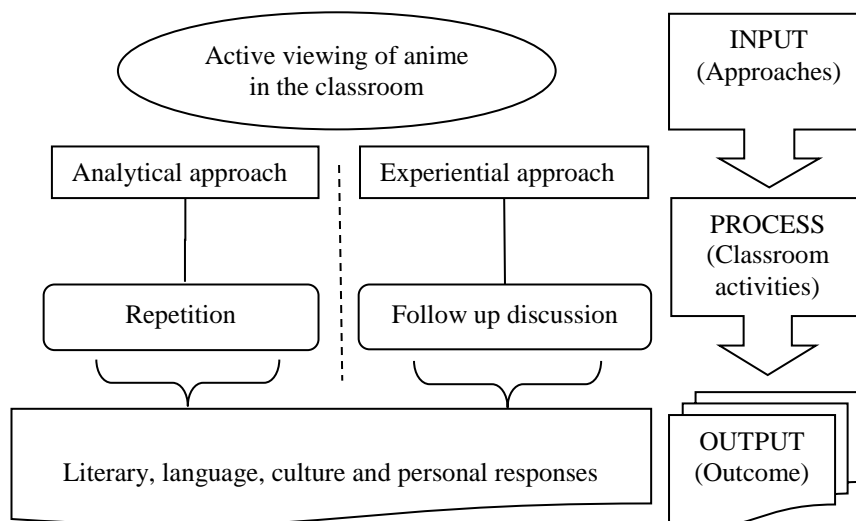 Active viewing of anime
in the classroom
INPUT
(Approaches)
Analytical approach
Experiential approach
PROCESS
(Classroom
activities)
Repetition
Follow up discussion
Literary, language, culture and personal responses
OUTPUT
(Outcome)